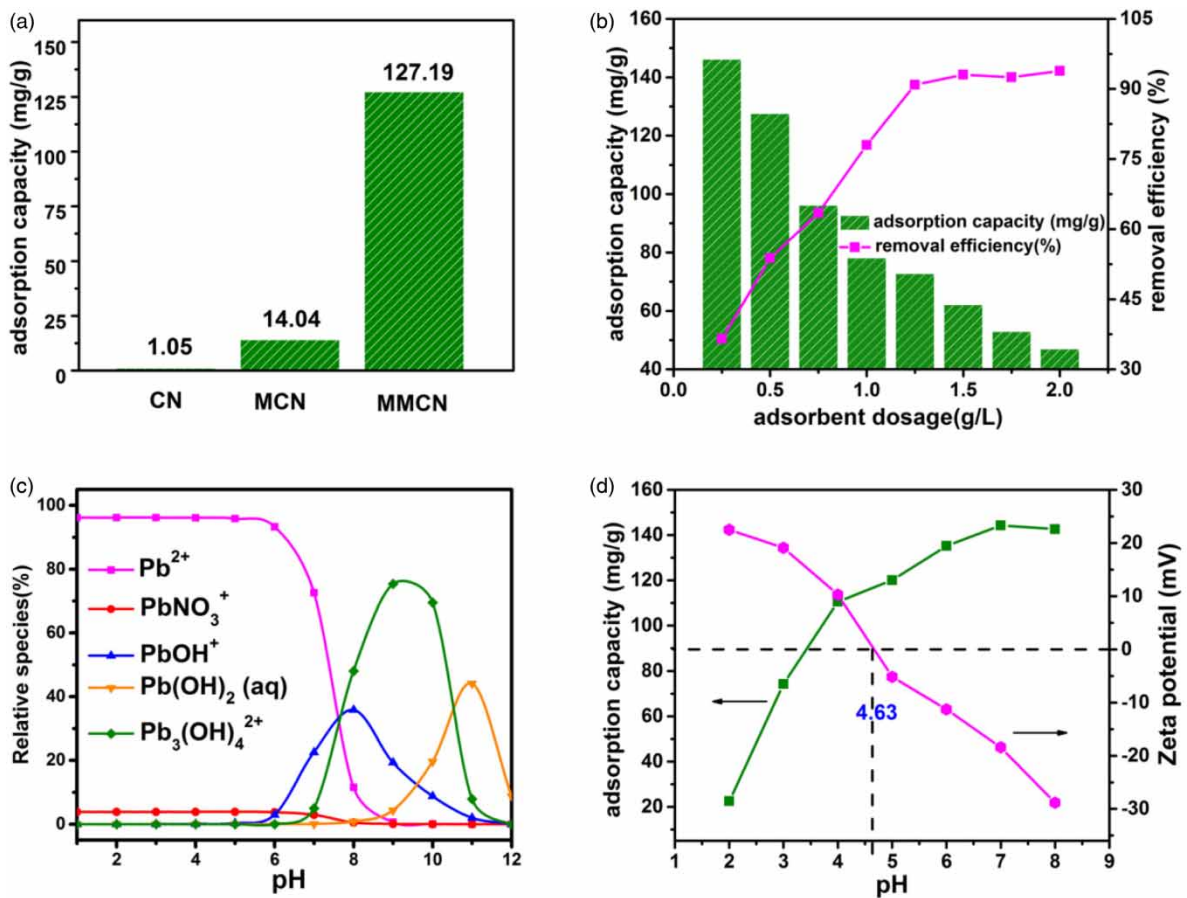 (a)
adsorption capacity (mg/g)
150
125
100
75
50
25
0
1.05
14.04
127.19
CN MCN MMCN
(b)
adsorption capacity (mg/g)
160
140
120
100
80
60
40
105
90
75
60
45
30
removal efficiency (%)
adsorption capacity (mg/g)
removal efficiency(%)
0.0 0.5 1.0 1.5 2.0
adsorbent dosage(g/L)
(c)
Relative species(%)
100
80
60
40
20
0
Pb²⁺
PbNO₃⁺
PbOH⁺
Pb(OH)₂ (aq)
Pb₃(OH)₄²⁺
2 4 6 8 10 12
pH
(d)
adsorption capacity (mg/g)
160
140
120
100
80
60
40
20
30
20
10
0
-10
-20
-30
Zeta potential (mV)
4.63
1 2 3 4 5 6 7 8 9
pH